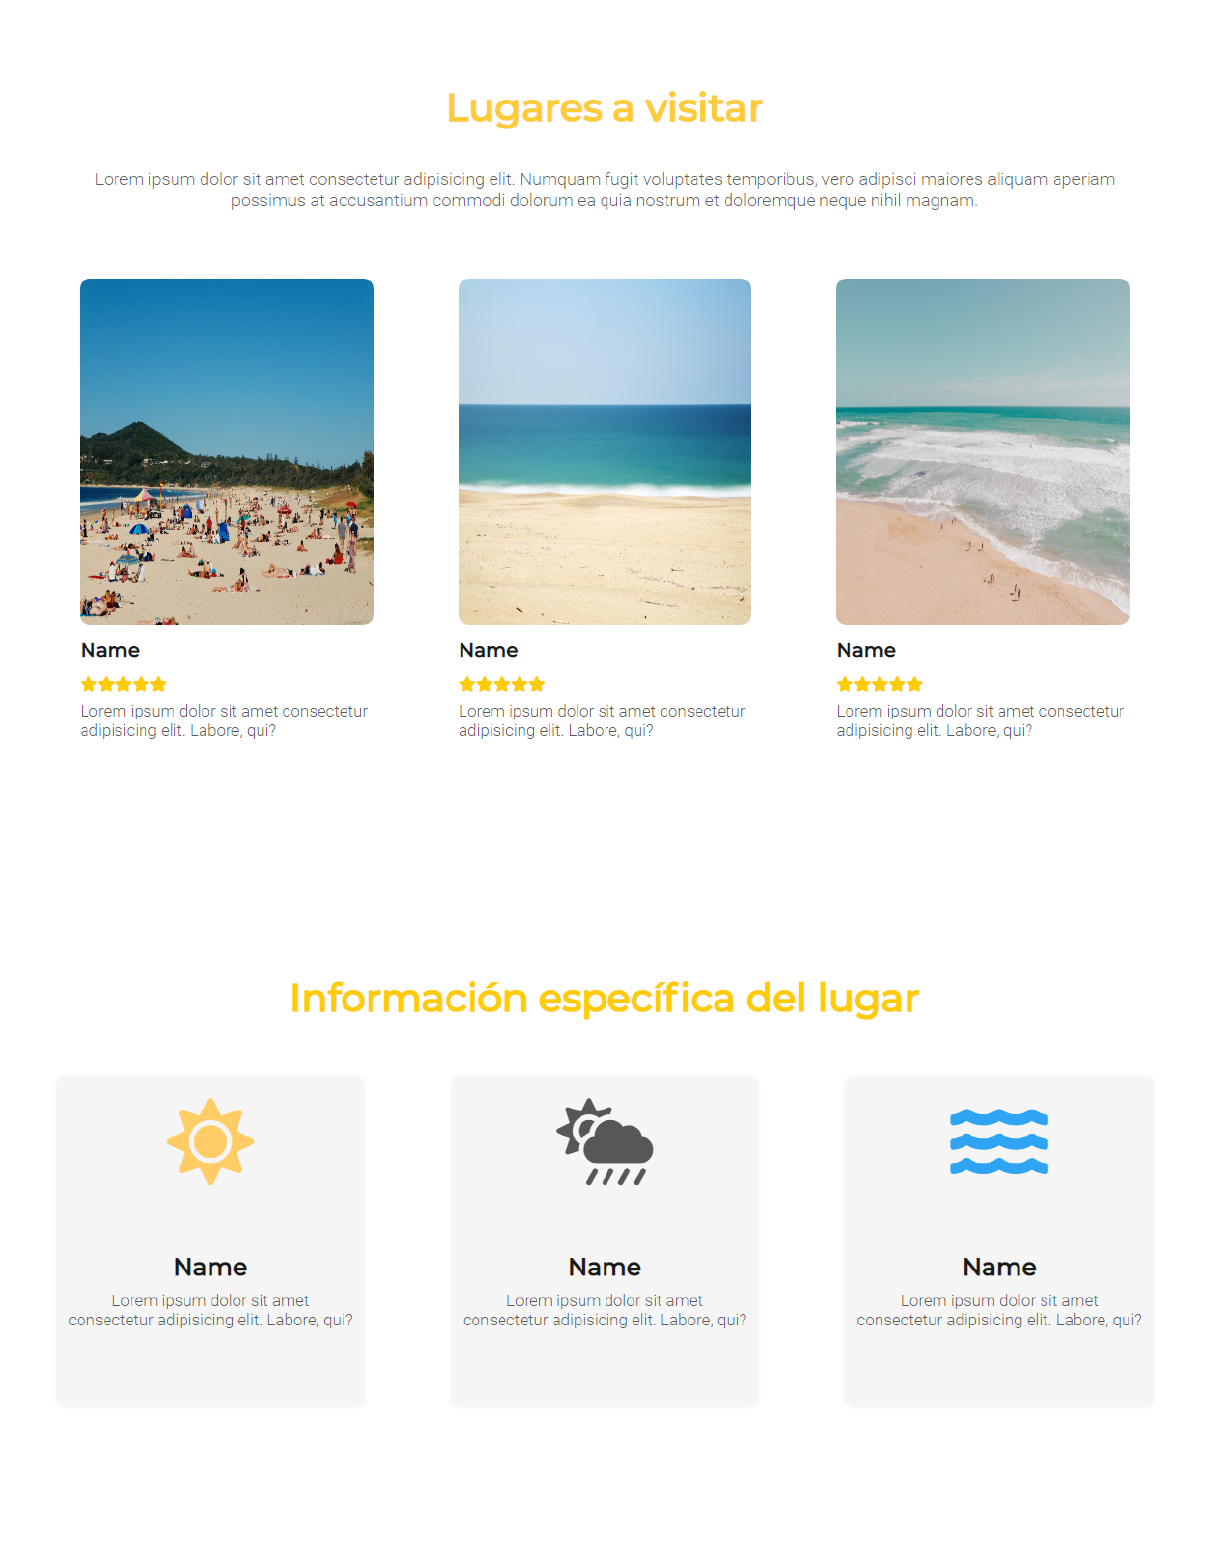 Lugares a visitar
Lorem ipsum dolor sit amet consectetur adipisicing elit. Numquam fugit voluptates temporibus, vero adipisci maiores aliquam aperiam
possimus at accusantium commodi dolorum ea quia nostrum et doloremque neque nihil magnam.
Name
Lorem ipsum dolor sit amet consectetur
adipisicing elit. Labore, qui?
Name
Lorem ipsum dolor sit amet consectetur
adipisicing elit. Labore, qui?
Name
Lorem ipsum dolor sit amet consectetur
adipisicing elit. Labore, qui?
Información específica del lugar
Name
Lorem ipsum dolor sit amet
consectetur adipisicing elit. Labore, qui?
Name
Lorem ipsum dolor sit amet
consectetur adipisicing elit. Labore, qui?
Name
Lorem ipsum dolor sit amet
consectetur adipisicing elit. Labore, qui?